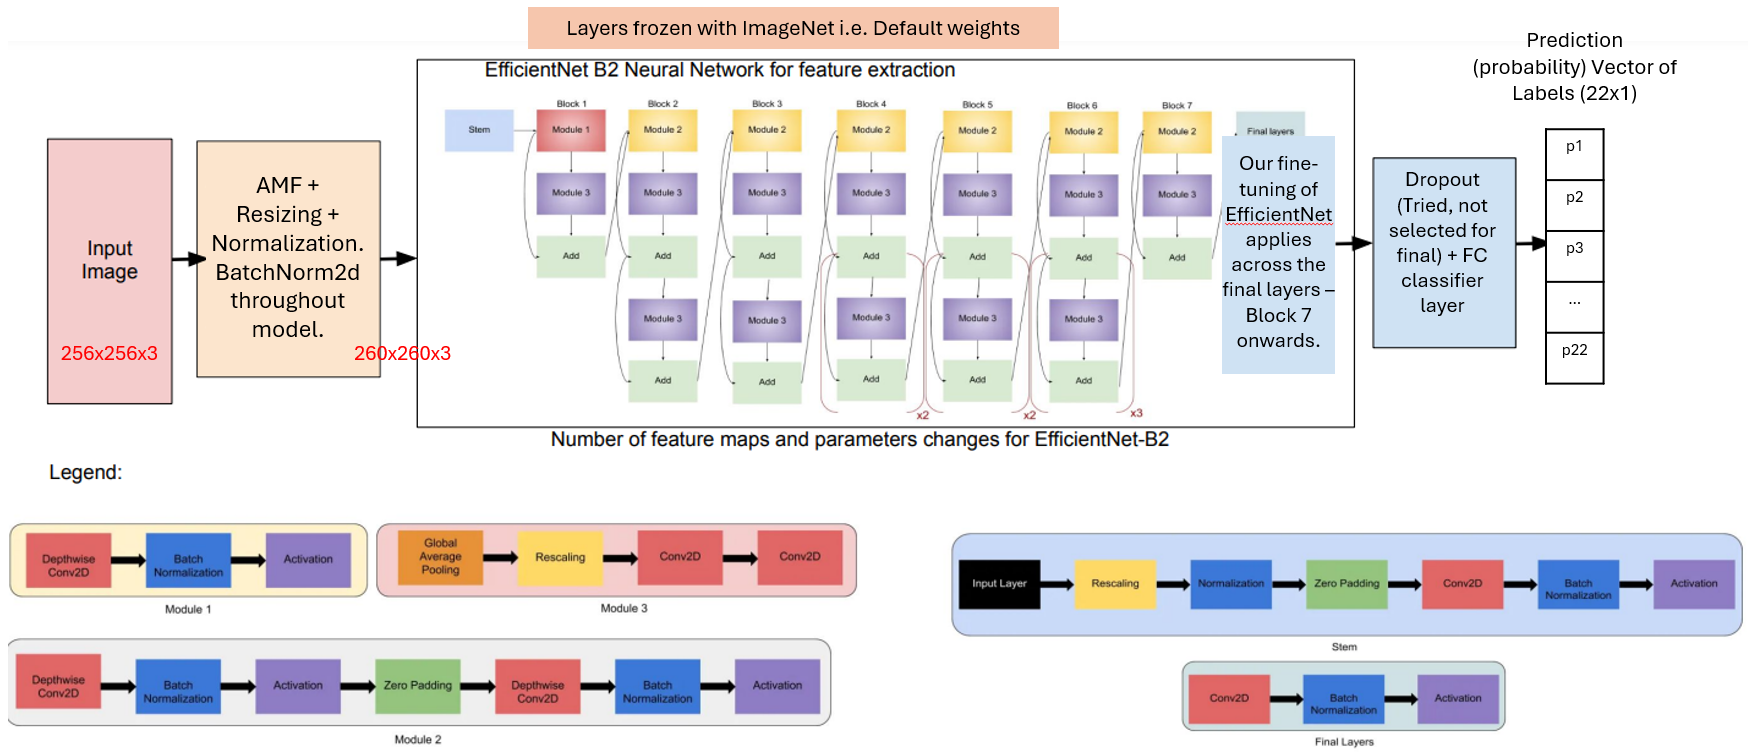 Layers frozen with ImageNet i.e. Default weights
Prediction
(probability) Vector of
Labels (22x1)
EfficientNet B2 Neural Network for feature extraction
Block 1
Block 2
Block 3
Block 4
Block 5
Block 6
Block 7
Stem
Module 1
Module 2
Module 2
Module 2
Module 2
Module 2
Module 2
Final layers
Module 3
Module 3
Module 3
Module 3
Module 3
Module 3
Module 3
Add
Add
Add
Add
Add
Add
Add
Module 3
Module 3
Module 3
Module 3
Module 3
Add
Add
Add
Add
Add
x2
x2
x3
Input
Image
256x256x3
AMF +
Resizing +
Normalization.
BatchNorm2d
throughout
model.
260x260x3
Our fine-
tuning of
EfficientNet
applies
across the
final layers –
Block 7
onwards.
Dropout
(Tried, not
selected for
final) + FC
classifier
layer
p1
p2
p3
...
p22
Number of feature maps and parameters changes for EfficientNet-B2
Legend:
Depthwise
Conv2D
Batch
Normalization
Activation
Module 1
Global
Average
Pooling
Rescaling
Conv2D
Conv2D
Module 3
Input Layer
Rescaling
Normalization
Zero Padding
Conv2D
Batch
Normalization
Activation
Stem
Depthwise
Conv2D
Batch
Normalization
Activation
Zero Padding
Depthwise
Conv2D
Batch
Normalization
Activation
Module 2
Conv2D
Batch
Normalization
Activation
Final Layers